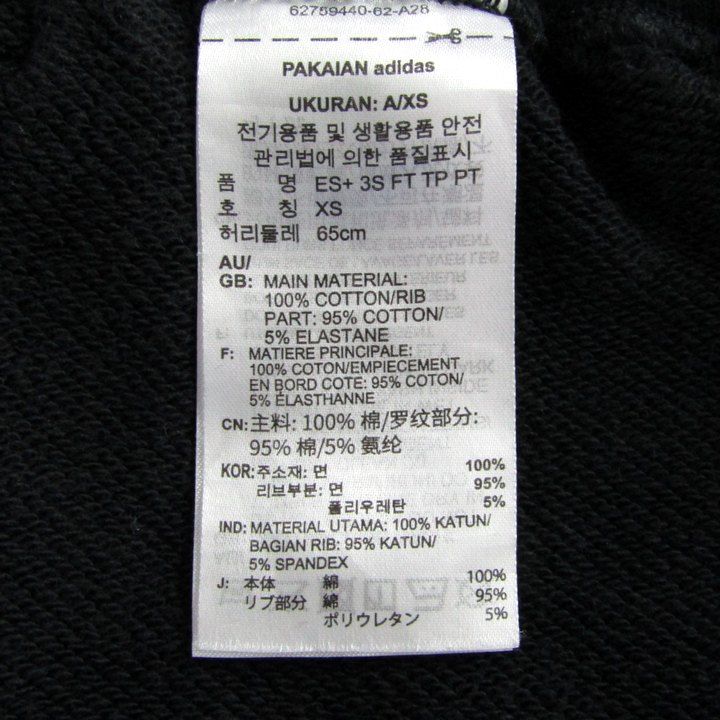 62759440-62-A28
PAKAIAN adidas
UKURAN: A/XS
전기용품 및 생활용품 안전
관리법에 의한 품질표시
품 명 ES+ 3S FT TP PT
호 칭 XS
허리둘레 65cm
AU/
GB: MAIN MATERIAL:
100% COTTON/RIB
PART: 95% COTTON/
5% ELASTANE
F: MATIERE PRINCIPALE:
100% COTON/EMPIECEMENT
EN BORD COTE: 95% COTON/
5% ELASTHANNE
CN: 主料: 100% 棉/罗纹部分:
95% 棉/5% 氨纶
KOR: 주소재: 면 100%
리브부분: 면 95%
폴리우레탄 5%
IND: MATERIAL UTAMA: 100% KATUN/
BAGIAN RIB: 95% KATUN/
5% SPANDEX
J: 本体 綿 100%
リブ部分 綿 95%
ポリウレタン 5%